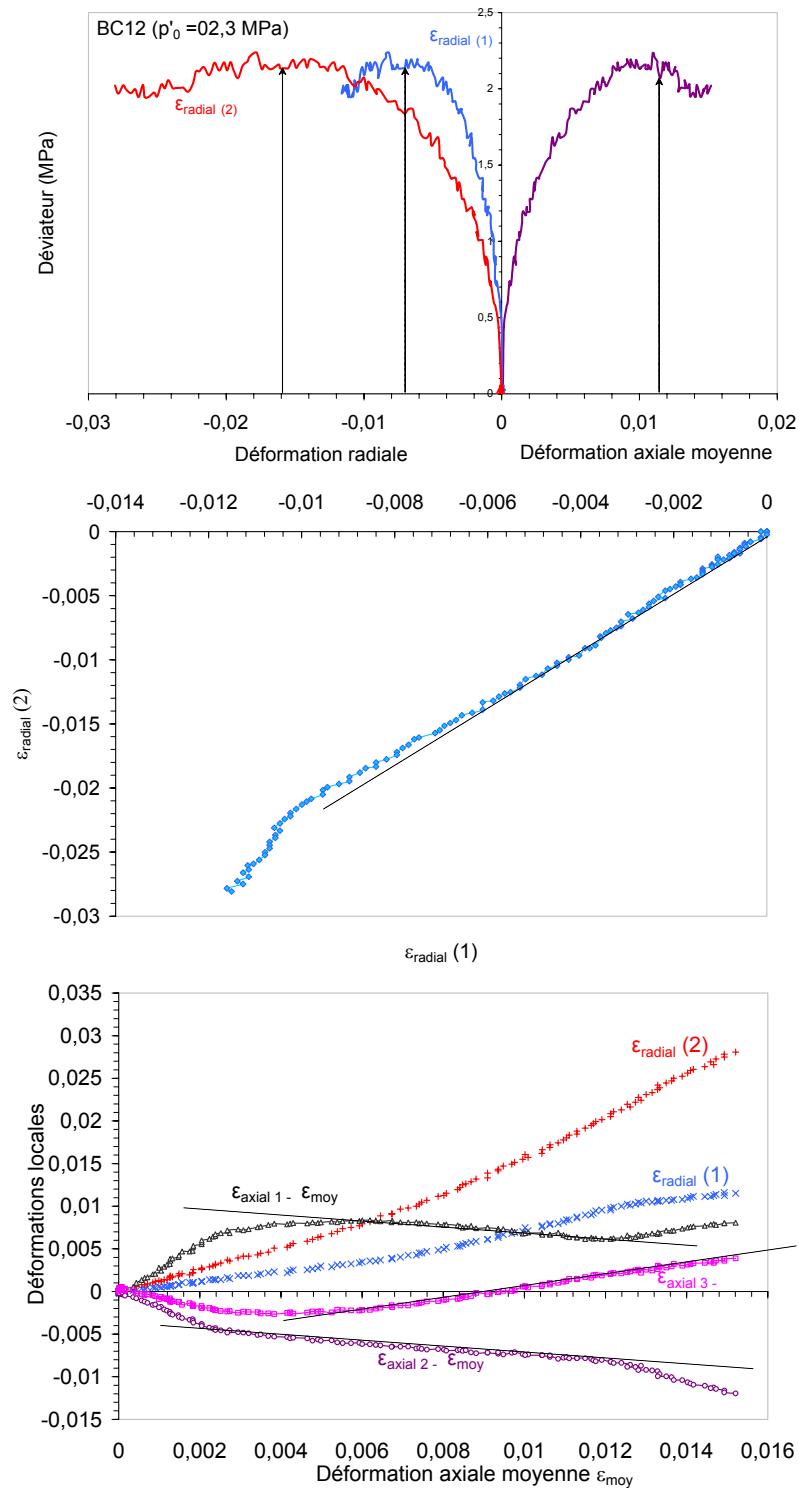 BC12 (p'0 =02,3 MPa)
εradial (1)
εradial (2)
Déviateur (MPa)
2,5
2
1,5
1
0,5
0
-0,03 -0,02 -0,01 0 0,01 0,02
Déformation radiale Déformation axiale moyenne
-0,014 -0,012 -0,01 -0,008 -0,006 -0,004 -0,002 0
0
-0,005
-0,01
-0,015
-0,02
-0,025
-0,03
εradial (2)
εradial (1)
0,035
0,03
0,025
0,02
0,015
0,01
0,005
0
-0,005
-0,01
-0,015
Déformations locales
εradial (2)
εradial (1)
εaxial 1 - εmoy
εaxial 3 -
εaxial 2 - εmoy
0 0,002 0,004 0,006 0,008 0,01 0,012 0,014 0,016
Déformation axiale moyenne εmoy